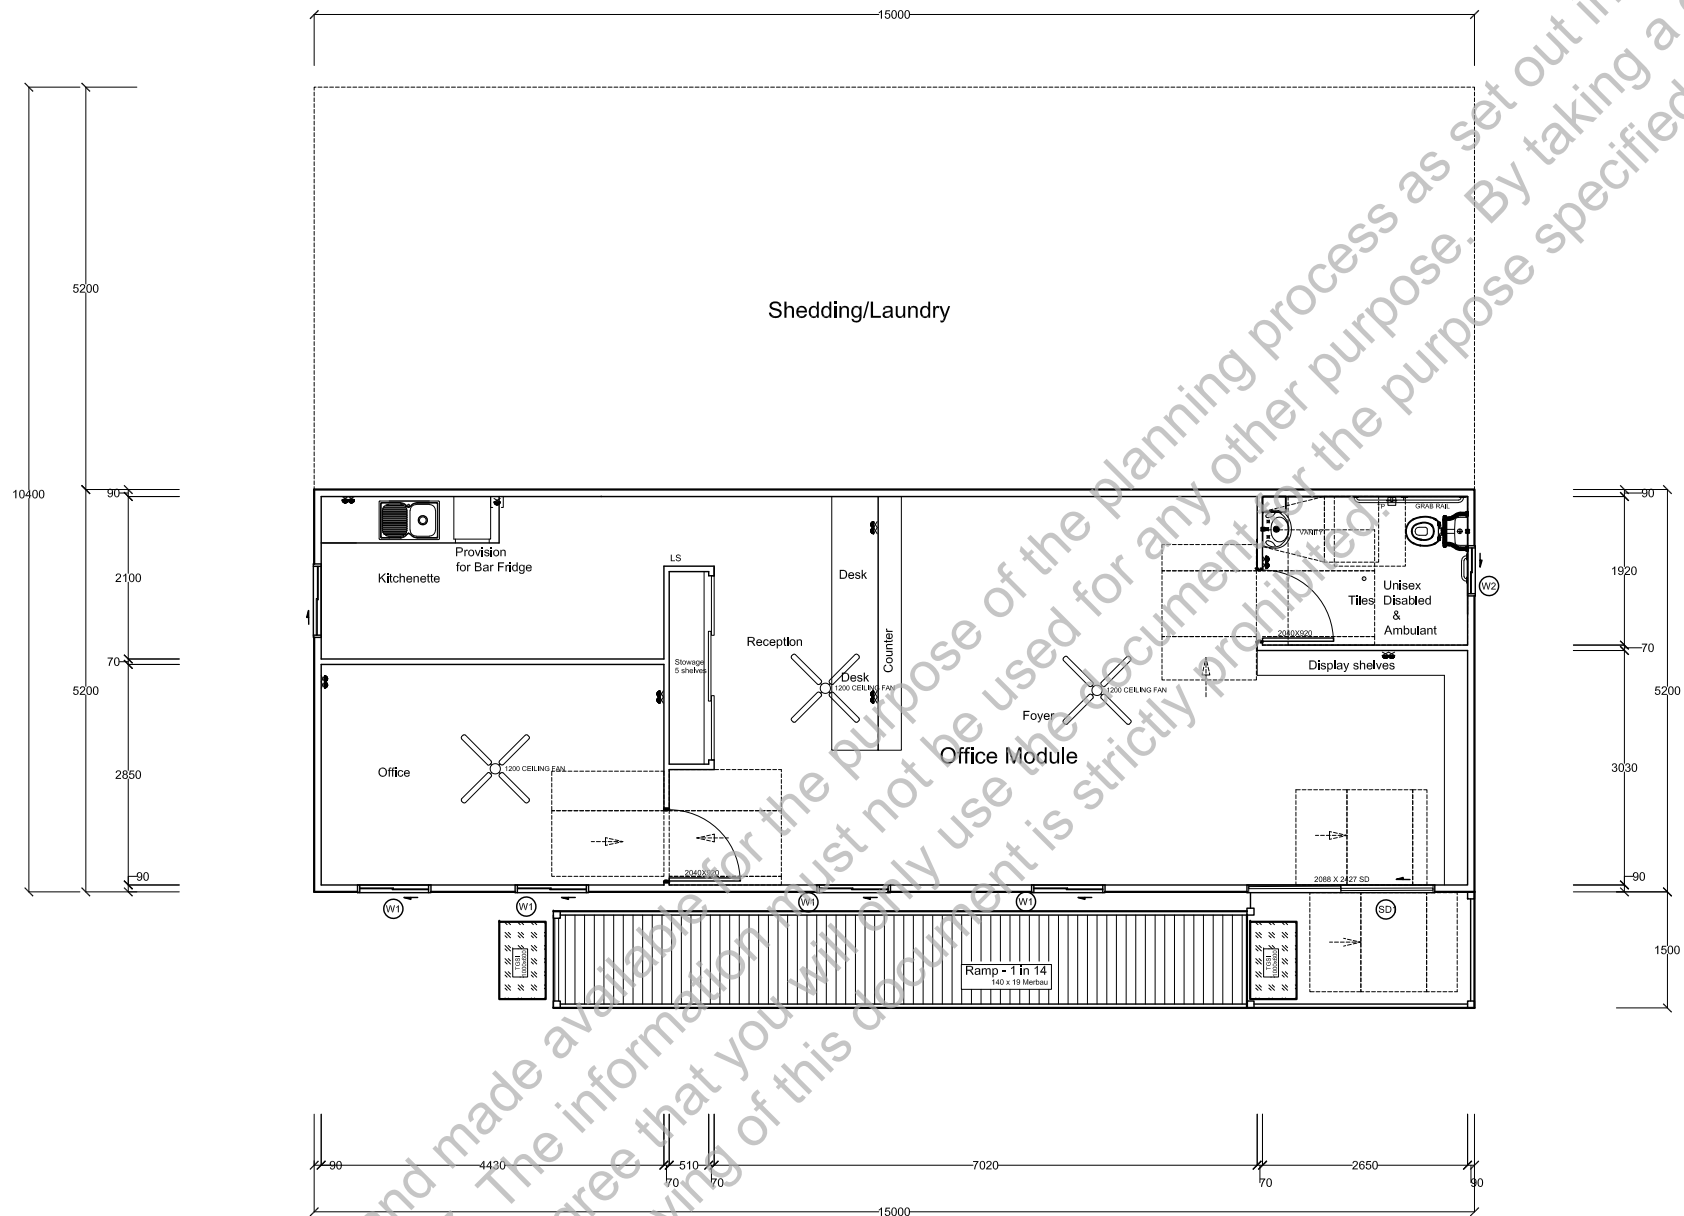 15000
5200
10400
Shedding/Laundry
90
2100
70
5200
2850
90
90
1920
70
5200
3030
90
1500
Provision
for Bar Fridge
Kitchenette
LS
Stowage
5 shelves
Desk
Reception
Counter
Desk
1200 CEILING FAN
1200 CEILING FAN
Foyer
Office Module
Office
1200 CEILING FAN
VANITY
P
GRAB RAIL
W2
Tiles
Unisex
Disabled
&
Ambulant
2040X920
Display shelves
2040X920
2088 X 2427 SD
W1
W1
W1
W1
SD
TGSI
Ramp - 1 in 14
140 x 19 Merbau
TGSI
90
4430
70
510
70
7020
70
2650
90
15000
nd made available for the purpose of the planning process as set out in
The information must not be used for any other purpose. By taking a
gree that you will only use the document for the purpose specified
ving of this document is strictly prohibited.